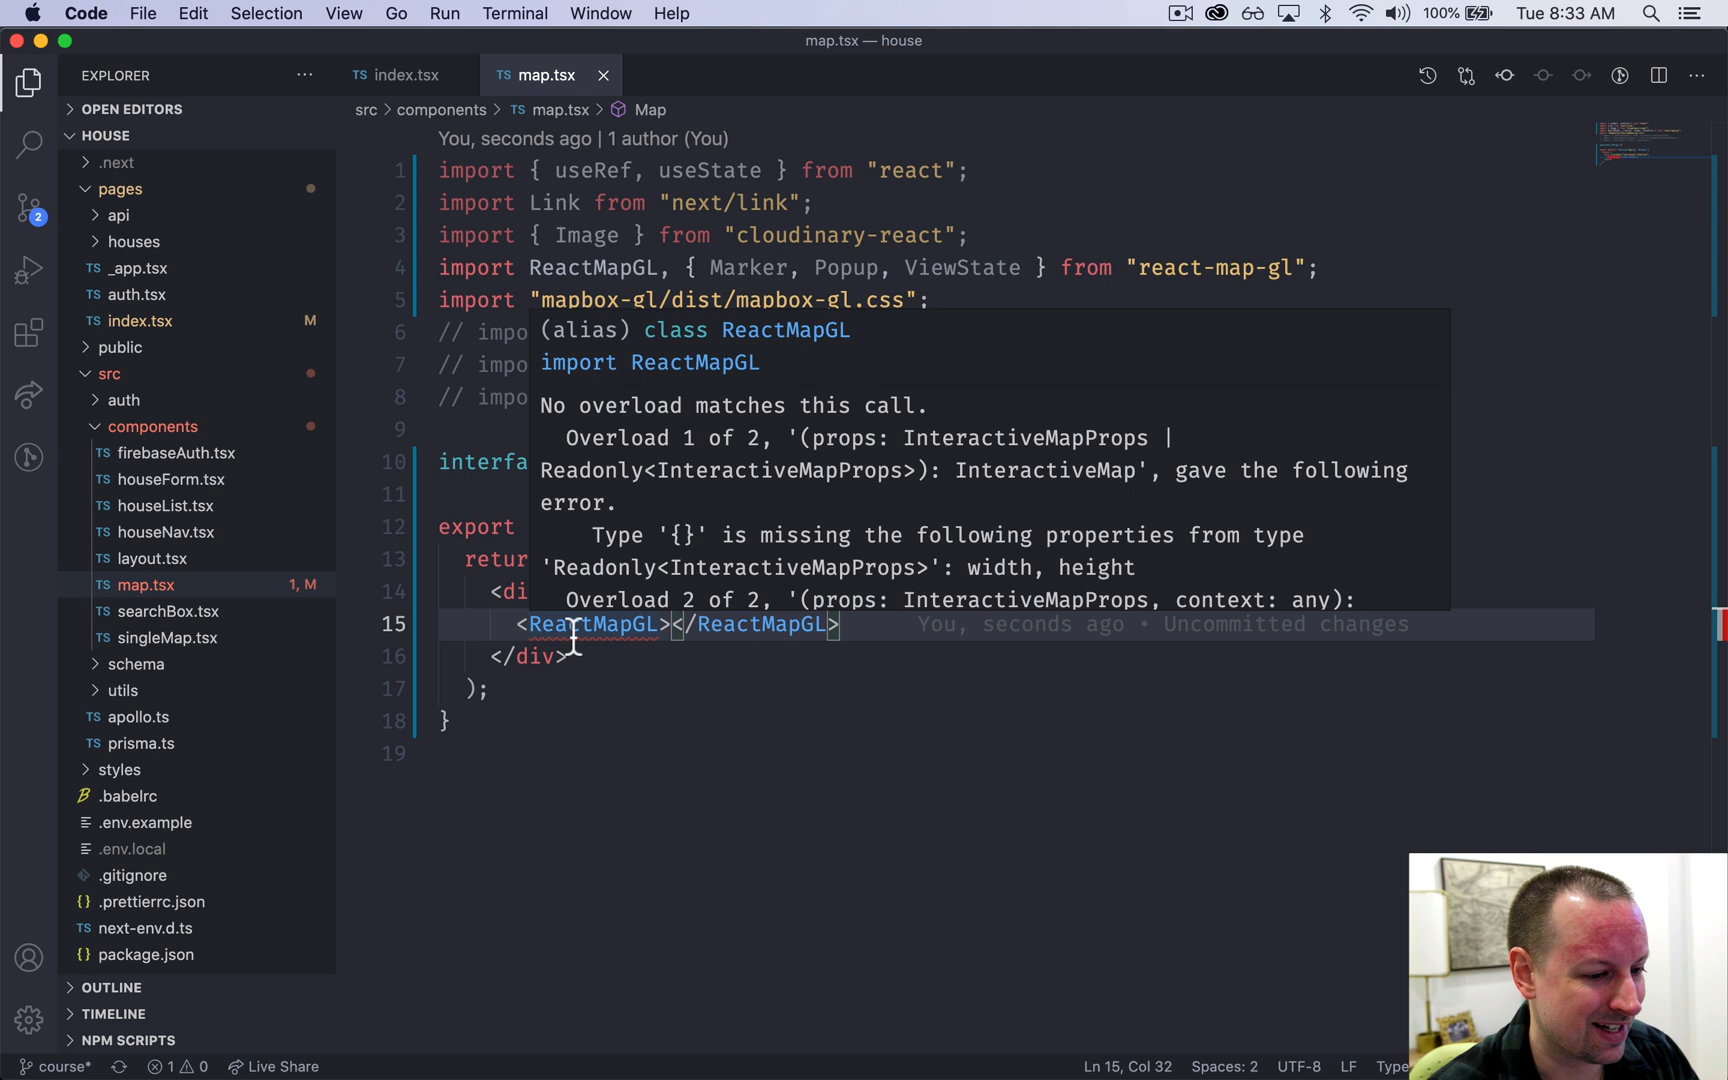 Code File Edit Selection View Go Run Terminal Window Help 100% Tue 8:33 AM
map.tsx — house
EXPLORER
TS index.tsx
TS map.tsx
OPEN EDITORS
HOUSE
.next
pages
api
houses
TS _app.tsx
TS auth.tsx
TS index.tsx M
public
src
auth
components
TS firebaseAuth.tsx
TS houseForm.tsx
TS houseList.tsx
TS houseNav.tsx
TS layout.tsx
TS map.tsx 1, M
TS searchBox.tsx
TS singleMap.tsx
schema
utils
TS apollo.ts
TS prisma.ts
styles
.babelrc
.env.example
.env.local
.gitignore
{} .prettierrc.json
TS next-env.d.ts
{} package.json
OUTLINE
TIMELINE
NPM SCRIPTS
2
src > components > TS map.tsx > Map
You, seconds ago | 1 author (You)
1 import { useRef, useState } from "react";
2 import Link from "next/link";
3 import { Image } from "cloudinary-react";
4 import ReactMapGL, { Marker, Popup, ViewState } from "react-map-gl";
5 import "mapbox-gl/dist/mapbox-gl.css";
6 // impo
7 // impo
8 // impo
9
10 interfa
11
12 export
13 retur
14 <di
15 <ReactMapGL></ReactMapGL> You, seconds ago • Uncommitted changes
16 </div>
17 );
18 }
19
(alias) class ReactMapGL
import ReactMapGL
No overload matches this call.
Overload 1 of 2, '(props: InteractiveMapProps |
Readonly<InteractiveMapProps>): InteractiveMap', gave the following
error.
Type '{}' is missing the following properties from type
'Readonly<InteractiveMapProps>': width, height
Overload 2 of 2, '(props: InteractiveMapProps, context: any):
course* 1 0 Live Share Ln 15, Col 32 Spaces: 2 UTF-8 LF Type